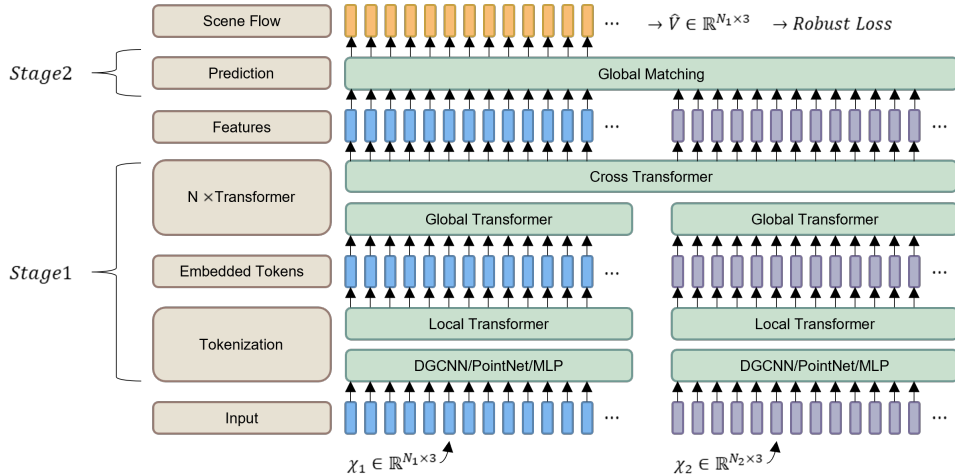 Scene Flow ... → V̂ ∈ ℝ^{N₁×3} → Robust Loss
Stage2 Prediction Global Matching
Features ... ...
Cross Transformer
N ×Transformer
Global Transformer Global Transformer
Stage1 Embedded Tokens ... ...
Local Transformer Local Transformer
Tokenization
DGCNN/PointNet/MLP DGCNN/PointNet/MLP
Input ... ...
χ₁ ∈ ℝ^{N₁×3} χ₂ ∈ ℝ^{N₂×3}